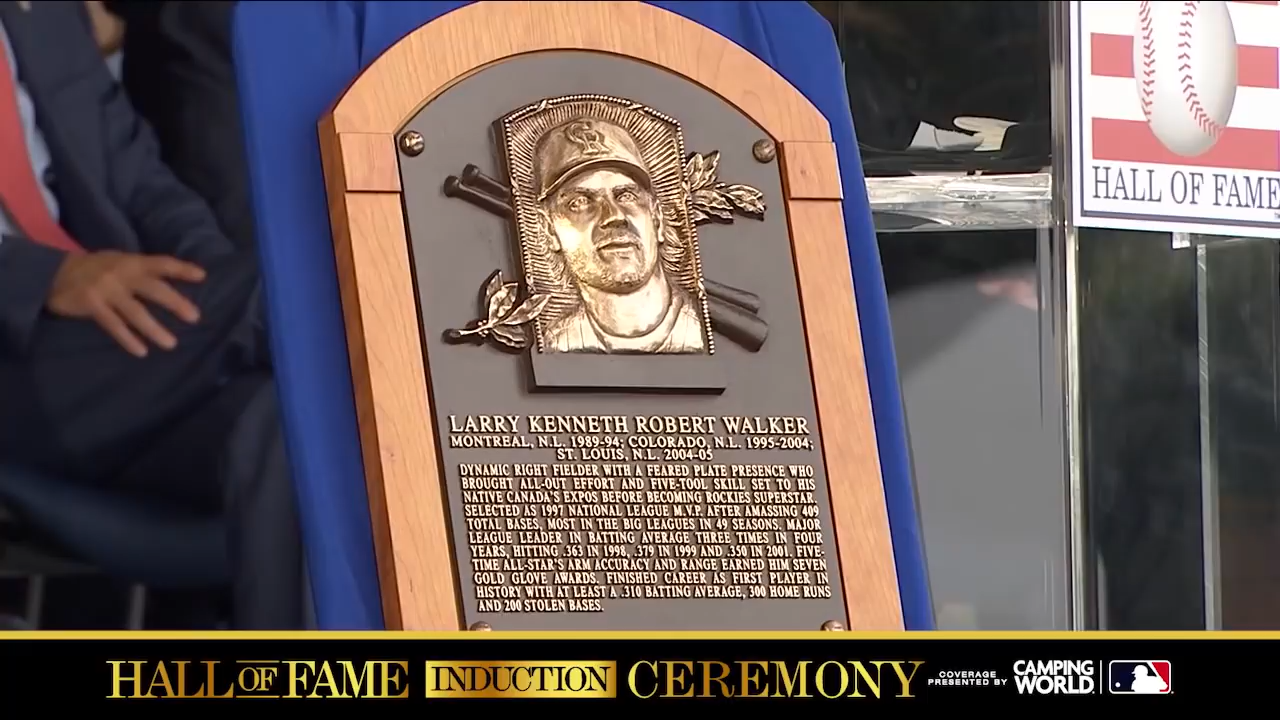 HALL OF FAME
LARRY KENNETH ROBERT WALKER
MONTREAL, N.L. 1989-94; COLORADO, N.L. 1995-2004;
ST. LOUIS, N.L. 2004-05
DYNAMIC RIGHT FIELDER WITH A FEARED PLATE PRESENCE WHO
BROUGHT ALL-OUT EFFORT AND FIVE-TOOL SKILL SET TO HIS
NATIVE CANADA'S EXPOS BEFORE BECOMING ROCKIES SUPERSTAR.
SELECTED AS 1997 NATIONAL LEAGUE M.V.P. AFTER AMASSING 409
TOTAL BASES, MOST IN THE BIG LEAGUES IN 49 SEASONS. MAJOR
LEAGUE LEADER IN BATTING AVERAGE THREE TIMES IN FOUR
YEARS, HITTING .363 IN 1998, .379 IN 1999 AND .350 IN 2001. FIVE-
TIME ALL-STAR'S ARM ACCURACY AND RANGE EARNED HIM SEVEN
GOLD GLOVE AWARDS. FINISHED CAREER AS FIRST PLAYER IN
HISTORY WITH AT LEAST A .310 BATTING AVERAGE, 300 HOME RUNS
AND 200 STOLEN BASES.
HALL OF FAME INDUCTION CEREMONY
COVERAGE PRESENTED BY
CAMPING WORLD